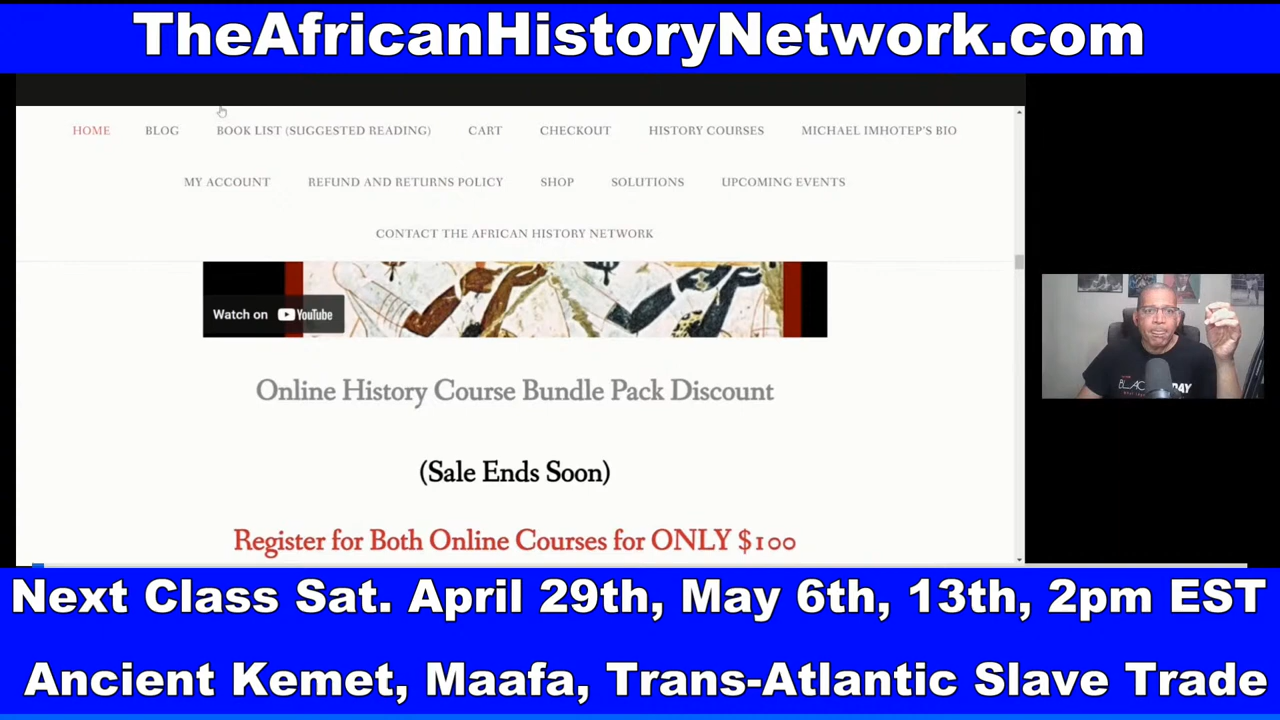 TheAfricanHistoryNetwork.com
HOME BLOG BOOK LIST (SUGGESTED READING) CART CHECKOUT HISTORY COURSES MICHAEL IMHOTEP'S BIO
MY ACCOUNT REFUND AND RETURNS POLICY SHOP SOLUTIONS UPCOMING EVENTS
CONTACT THE AFRICAN HISTORY NETWORK
Watch on YouTube
Online History Course Bundle Pack Discount
(Sale Ends Soon)
Register for Both Online Courses for ONLY $100
Next Class Sat. April 29th, May 6th, 13th, 2pm EST
Ancient Kemet, Maafa, Trans-Atlantic Slave Trade